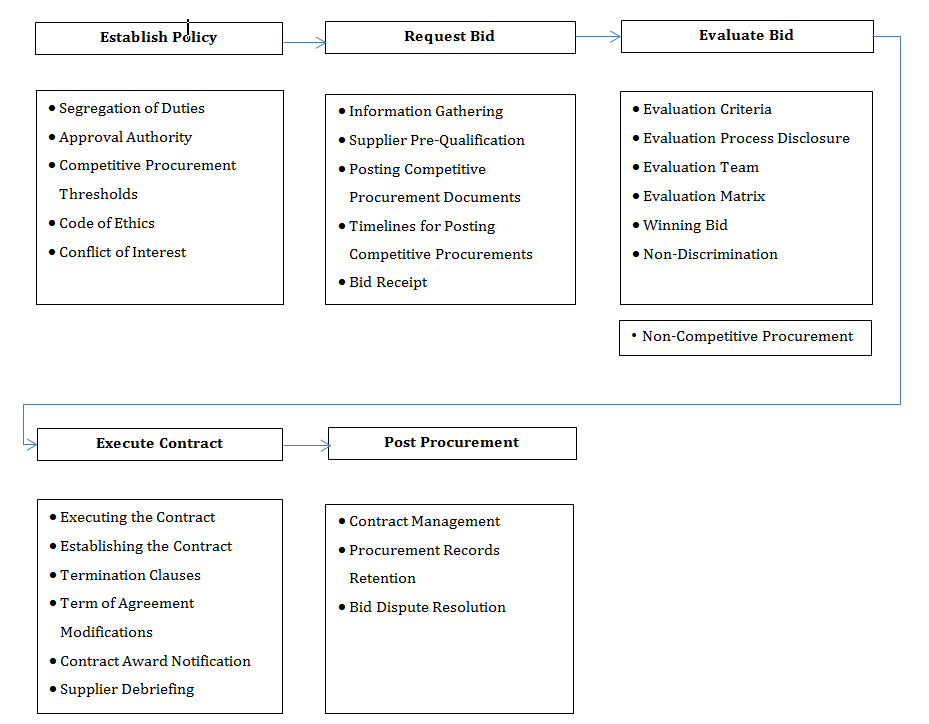 Establish Policy
Request Bid
Evaluate Bid
• Segregation of Duties
• Approval Authority
• Competitive Procurement
Thresholds
• Code of Ethics
• Conflict of Interest
• Information Gathering
• Supplier Pre-Qualification
• Posting Competitive
Procurement Documents
• Timelines for Posting
Competitive Procurements
• Bid Receipt
• Evaluation Criteria
• Evaluation Process Disclosure
• Evaluation Team
• Evaluation Matrix
• Winning Bid
• Non-Discrimination
• Non-Competitive Procurement
Execute Contract
Post Procurement
• Executing the Contract
• Establishing the Contract
• Termination Clauses
• Term of Agreement
Modifications
• Contract Award Notification
• Supplier Debriefing
• Contract Management
• Procurement Records
Retention
• Bid Dispute Resolution